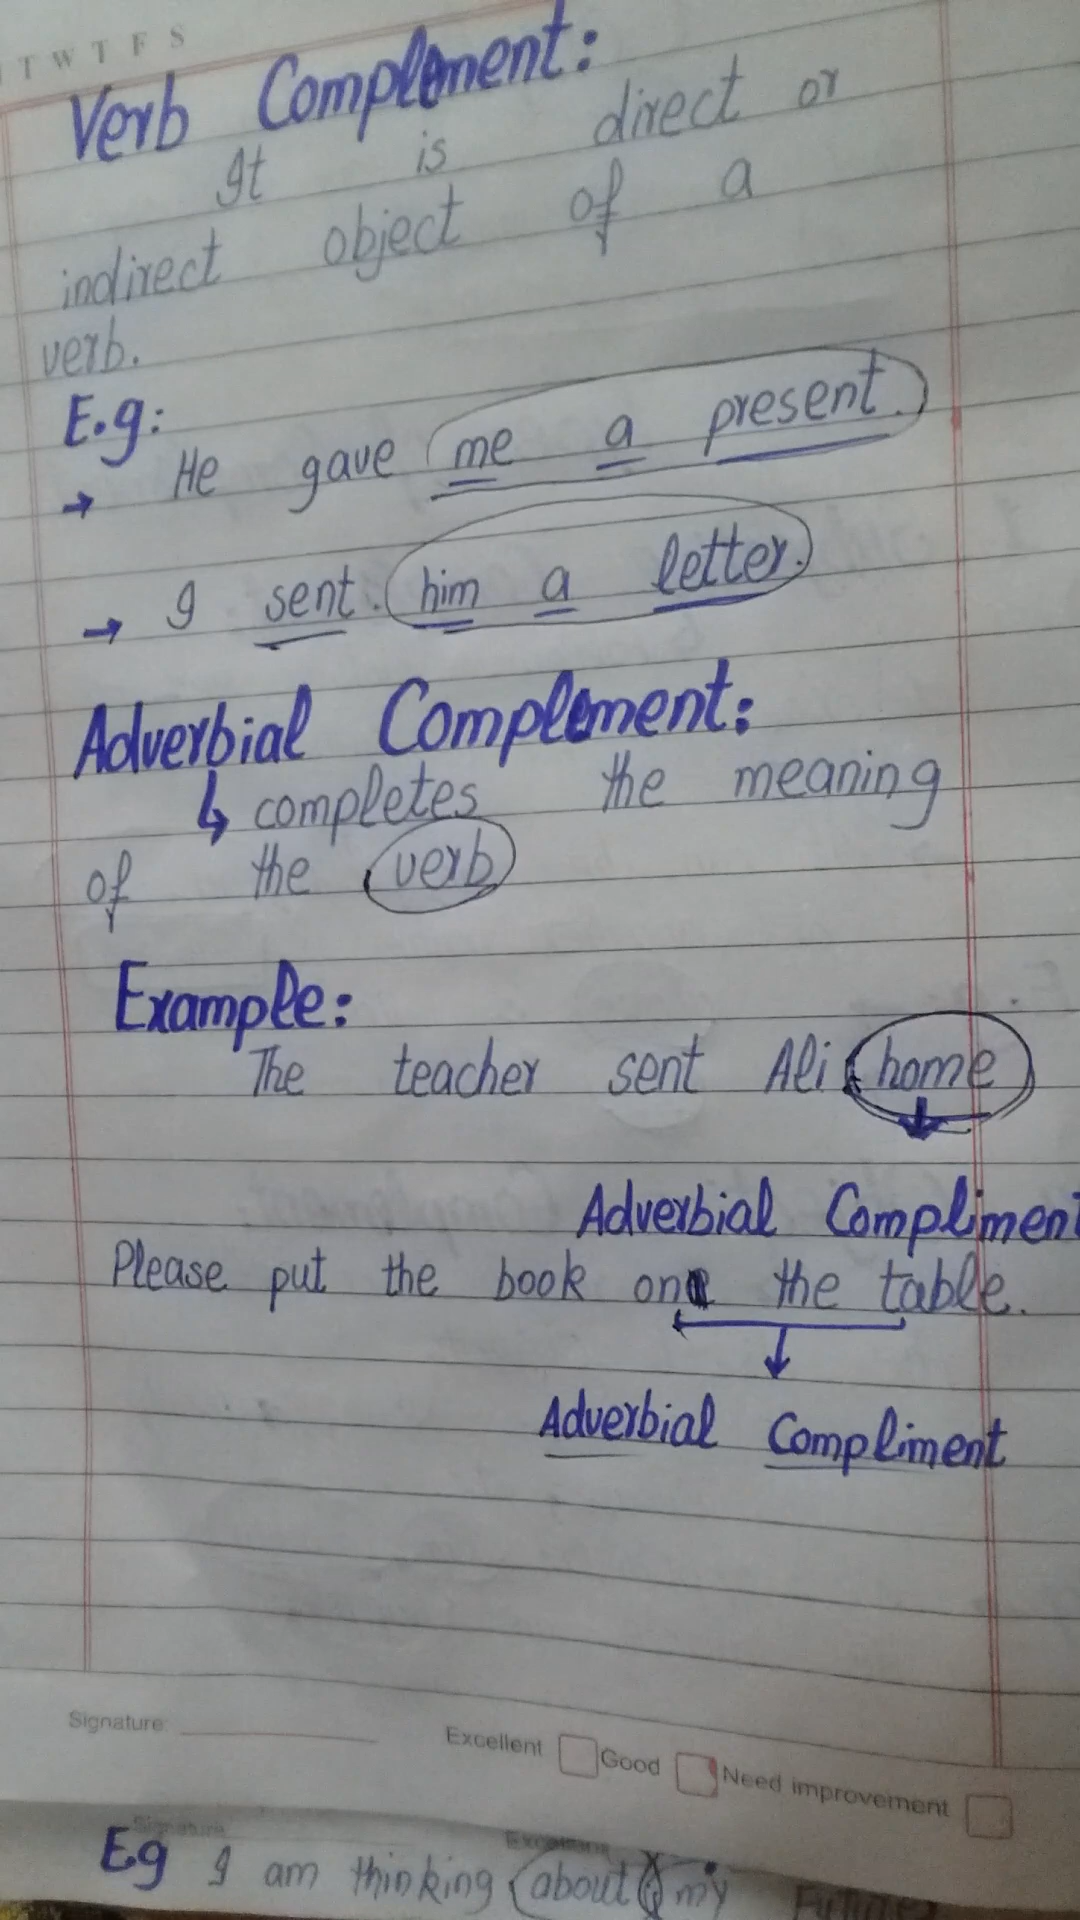 T W T F S
Verb Complement:
It is direct or
indirect object of a
verb.
E.g:
→ He gave me a present.
→ I sent him a letter.
Adverbial Complement:
↳ completes the meaning
of the verb
Example:
The teacher sent Ali home
Adverbial Compliment
Please put the book on the table.
Adverbial Compliment
Signature:
Excellent Good Need improvement
Signature
Eg I am thinking about my